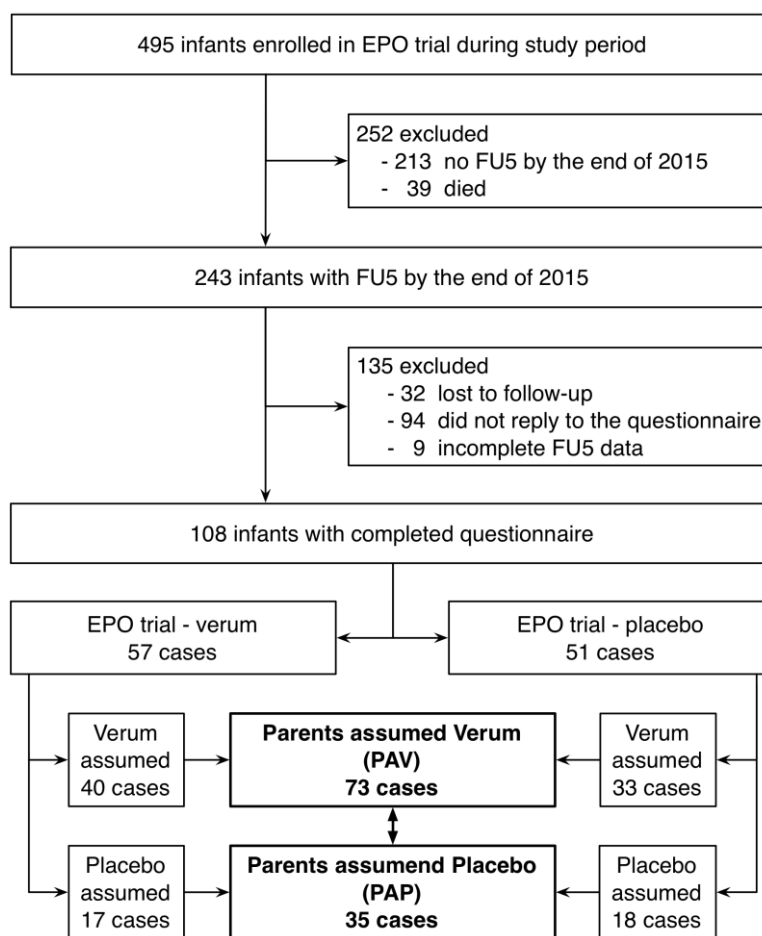 495 infants enrolled in EPO trial during study period
252 excluded
- 213 no FU5 by the end of 2015
- 39 died
243 infants with FU5 by the end of 2015
135 excluded
- 32 lost to follow-up
- 94 did not reply to the questionnaire
- 9 incomplete FU5 data
108 infants with completed questionnaire
EPO trial - verum
57 cases
EPO trial - placebo
51 cases
Verum
assumed
40 cases
Parents assumed Verum
(PAV)
73 cases
Verum
assumed
33 cases
Placebo
assumed
17 cases
Parents assumend Placebo
(PAP)
35 cases
Placebo
assumed
18 cases